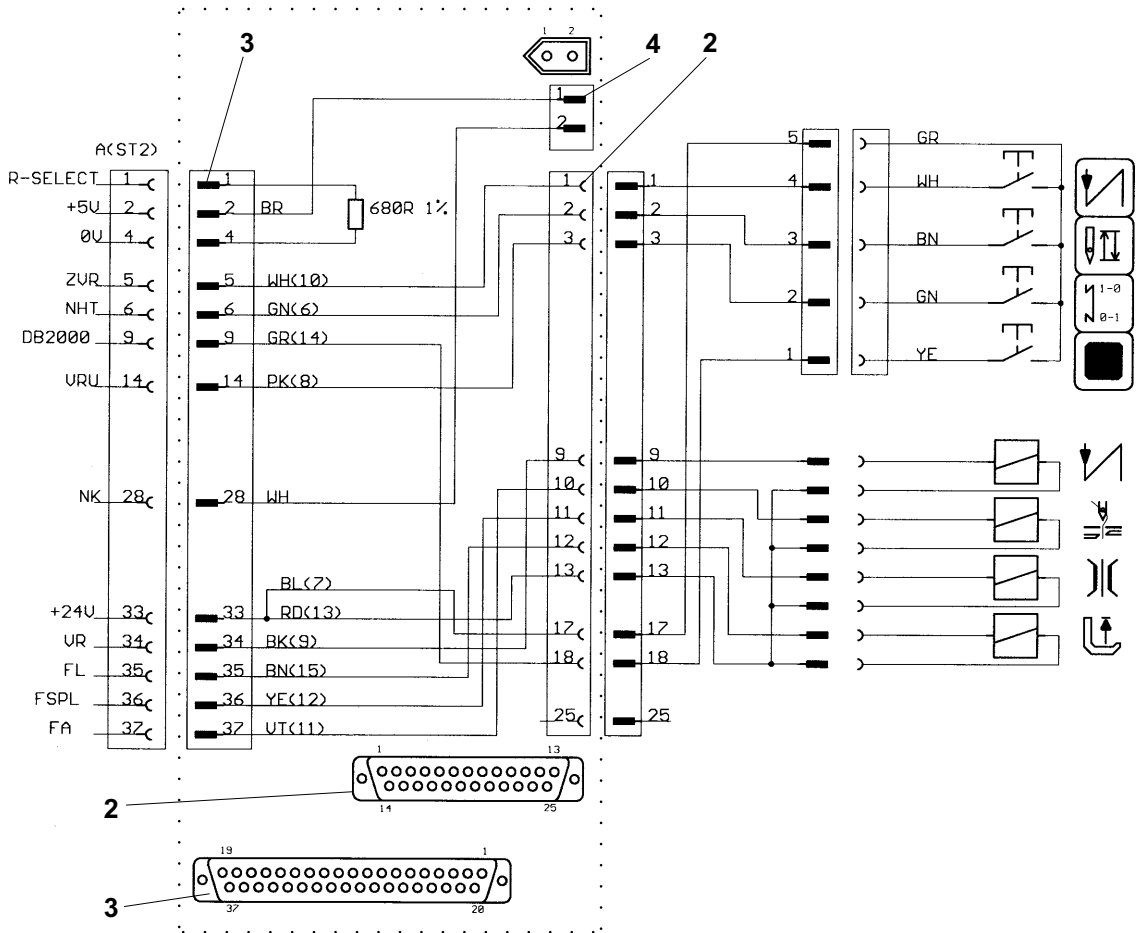 1 2
3 4 2
1
2
5 GR
A(ST2)
R-SELECT 1 1 1 1 4 WH
+5V 2 2 BR 680R 1% 2 2
0V 4 4 3 3 3 BN
ZVR 5 5 WH(10)
NHT 6 6 GN(6) 2 GN 1-0
0-1
DB2000 9 9 GR(14)
1 YE
VRU 14 14 PK(8)
9 9
NK 28 28 WH 10 10
11 11
12 12
BL(7) 13 13
+24V 33 33 RD(13)
VR 34 34 BK(9) 17 17
FL 35 35 BN(15) 18 18
FSPL 36 36 YE(12)
FA 37 37 VT(11) 25 25
1 13
2
14 25
19 1
3
37 20